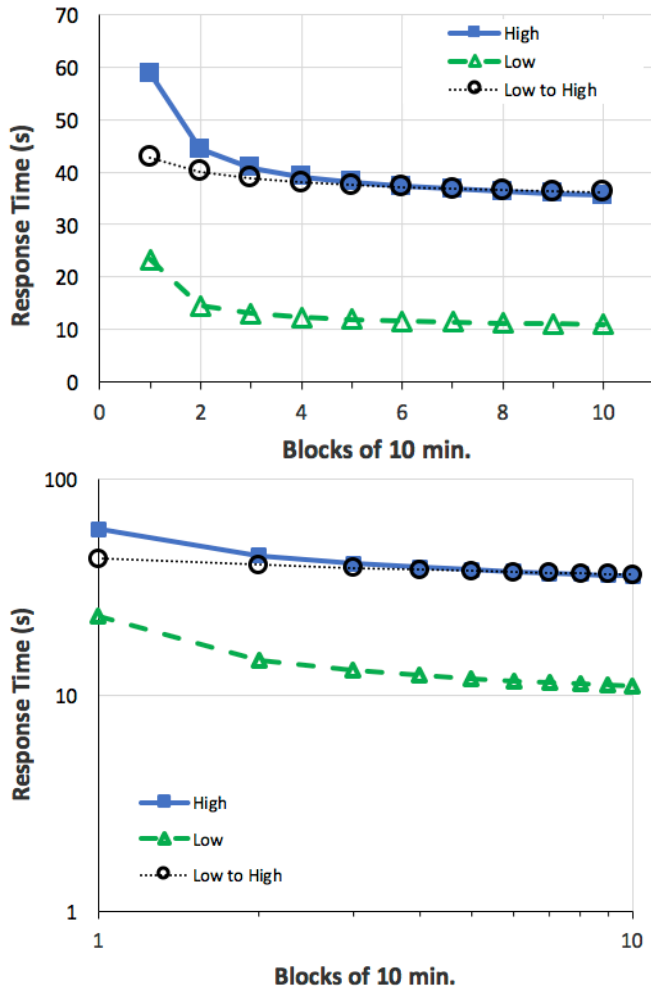 70
60
50
40
30
20
10
0
Response Time (s)
High
Low
Low to High
0 2 4 6 8 10
Blocks of 10 min.
100
10
1
Response Time (s)
High
Low
Low to High
1 10
Blocks of 10 min.